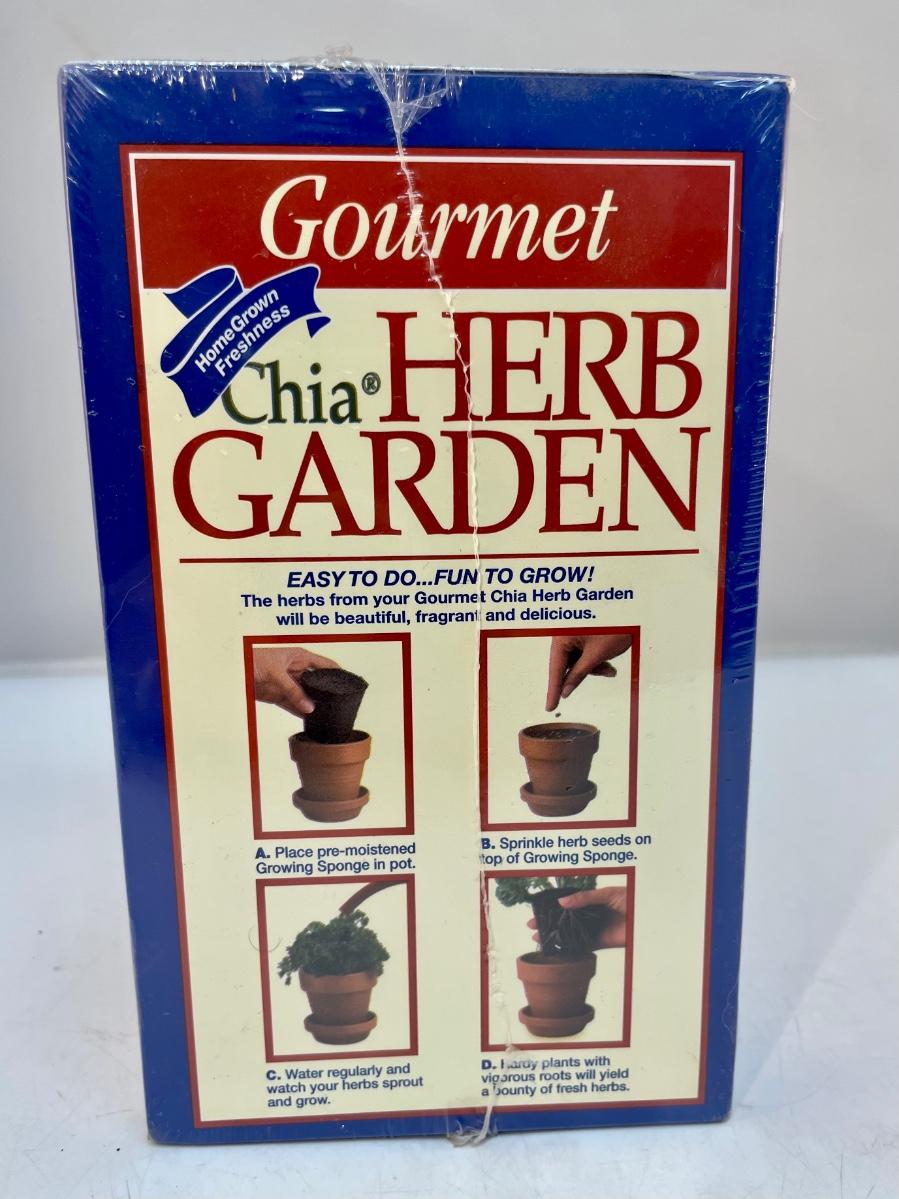 Gourmet
HomeGrown
Freshness
Chia® HERB
GARDEN
EASY TO DO...FUN TO GROW!
The herbs from your Gourmet Chia Herb Garden
will be beautiful, fragrant and delicious.
A. Place pre-moistened
Growing Sponge in pot.
B. Sprinkle herb seeds on
top of Growing Sponge.
C. Water regularly and
watch your herbs sprout
and grow.
D. Hardy plants with
vigorous roots will yield
a bounty of fresh herbs.